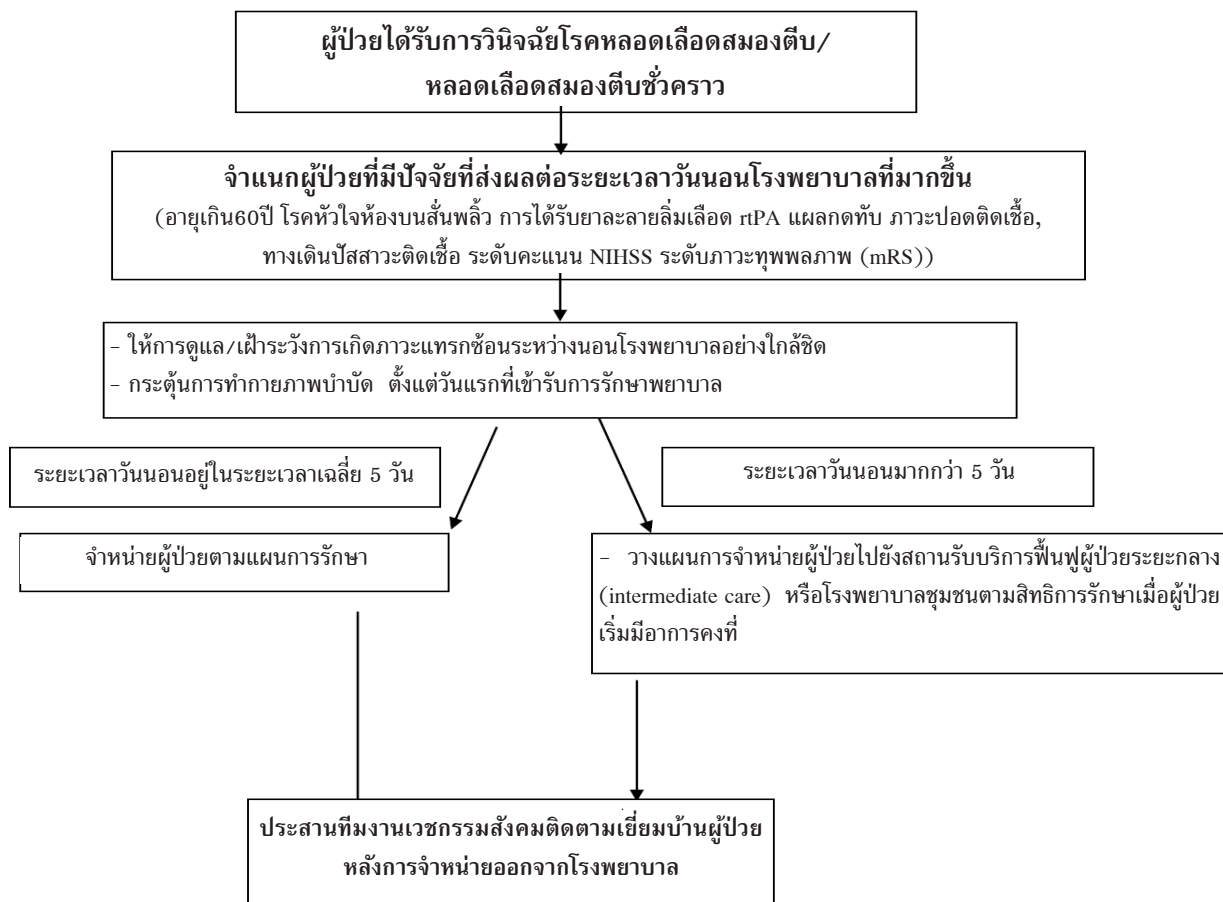 ผู้ป่วยได้รับการวินิจฉัยโรคหลอดเลือดสมองตีบ/
หลอดเลือดสมองตีบชั่วคราว
จำแนกผู้ป่วยที่มีปัจจัยที่ส่งผลต่อระยะเวลาวันนอนโรงพยาบาลที่มากขึ้น
(อายุเกิน60ปี โรคหัวใจห้องบนสั่นพลิ้ว การได้รับยาละลายลิ่มเลือด rtPA แผลกดทับ ภาวะปอดติดเชื้อ,
ทางเดินปัสสาวะติดเชื้อ ระดับคะแนน NIHSS ระดับภาวะทุพพลภาพ (mRS))
- ให้การดูแล/เฝ้าระวังการเกิดภาวะแทรกซ้อนระหว่างนอนโรงพยาบาลอย่างใกล้ชิด
- กระตุ้นการทำกายภาพบำบัด ตั้งแต่วันแรกที่เข้ารับการรักษาพยาบาล
ระยะเวลาวันนอนอยู่ในระยะเวลาเฉลี่ย 5 วัน
ระยะเวลาวันนอนมากกว่า 5 วัน
จำหน่ายผู้ป่วยตามแผนการรักษา
- วางแผนการจำหน่ายผู้ป่วยไปยังสถานรับบริการฟื้นฟูผู้ป่วยระยะกลาง
(intermediate care) หรือโรงพยาบาลชุมชนตามสิทธิการรักษาเมื่อผู้ป่วย
เริ่มมีอาการคงที่
ประสานทีมงานเวชกรรมสังคมติดตามเยี่ยมบ้านผู้ป่วย
หลังการจำหน่ายออกจากโรงพยาบาล